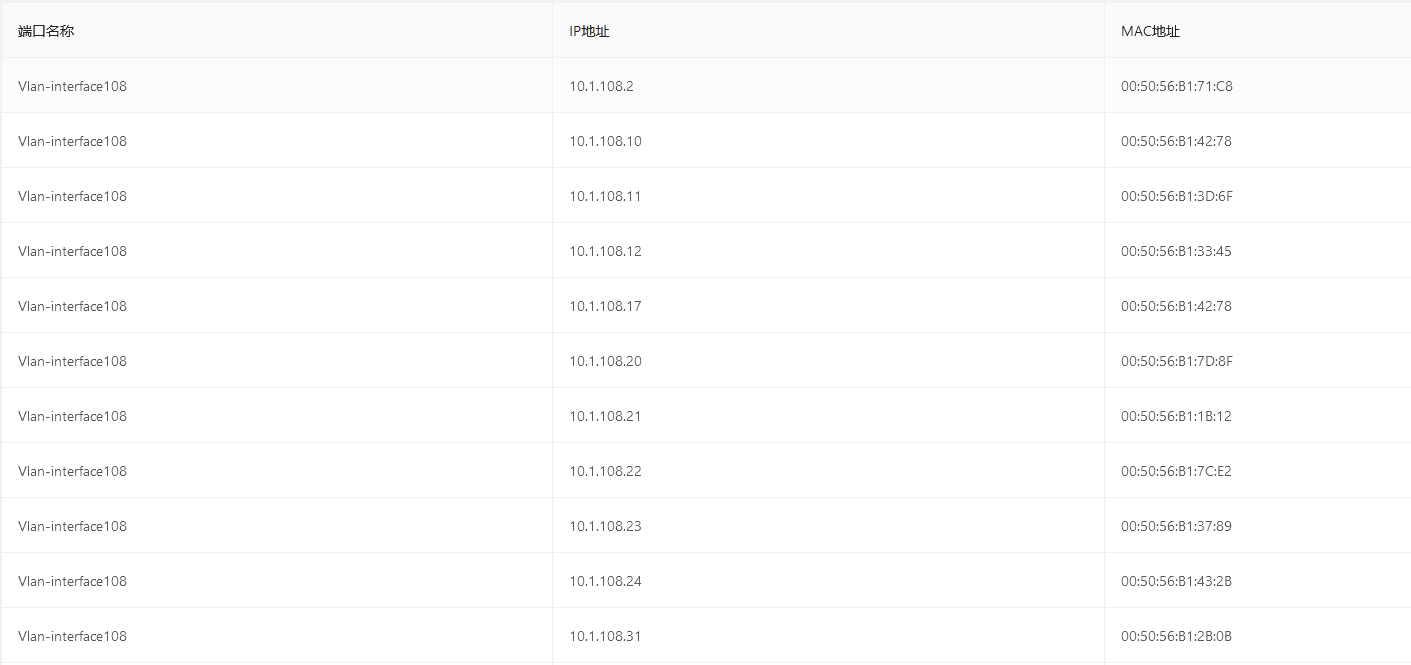 端口名称 IP地址 MAC地址
Vlan-interface108 10.1.108.2 00:50:56:B1:71:C8
Vlan-interface108 10.1.108.10 00:50:56:B1:42:78
Vlan-interface108 10.1.108.11 00:50:56:B1:3D:6F
Vlan-interface108 10.1.108.12 00:50:56:B1:33:45
Vlan-interface108 10.1.108.17 00:50:56:B1:42:78
Vlan-interface108 10.1.108.20 00:50:56:B1:7D:8F
Vlan-interface108 10.1.108.21 00:50:56:B1:1B:12
Vlan-interface108 10.1.108.22 00:50:56:B1:7C:E2
Vlan-interface108 10.1.108.23 00:50:56:B1:37:89
Vlan-interface108 10.1.108.24 00:50:56:B1:43:2B
Vlan-interface108 10.1.108.31 00:50:56:B1:2B:0B